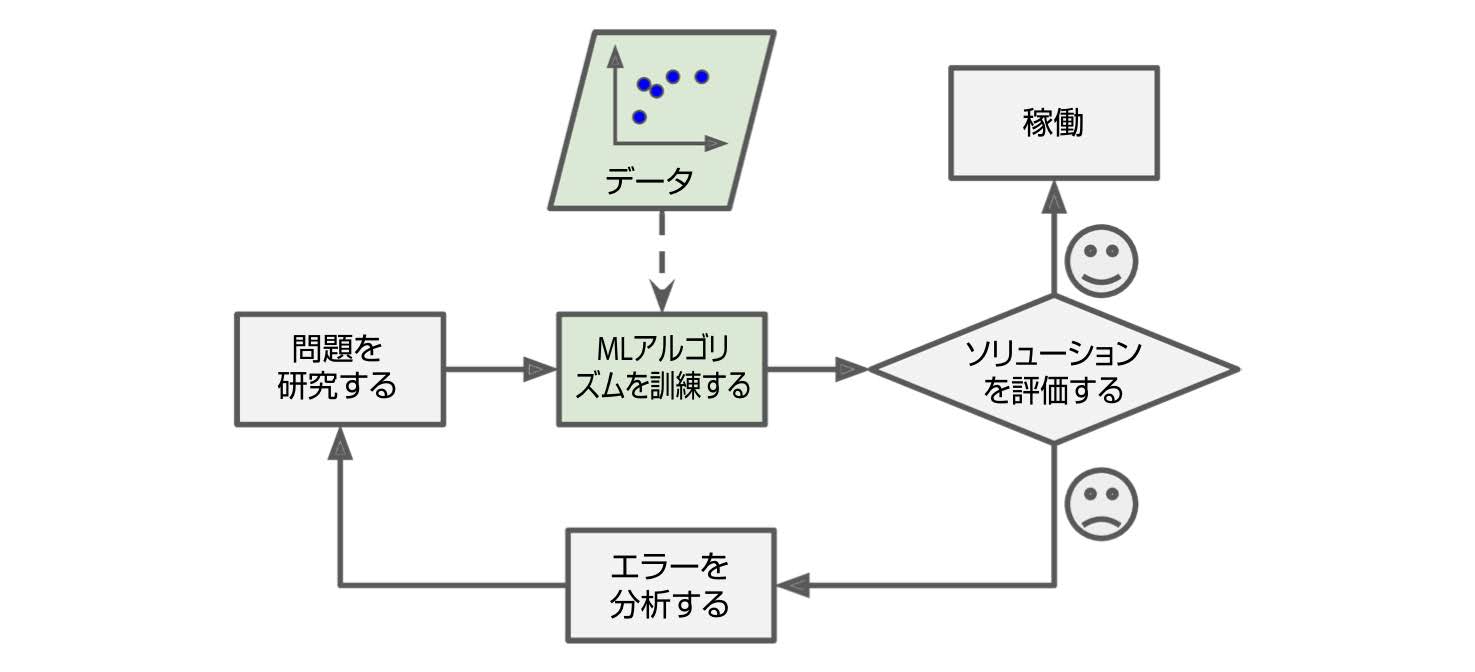 データ
稼働
問題を
研究する
MLアルゴリ
ズムを訓練する
ソリューション
を評価する
エラーを
分析する